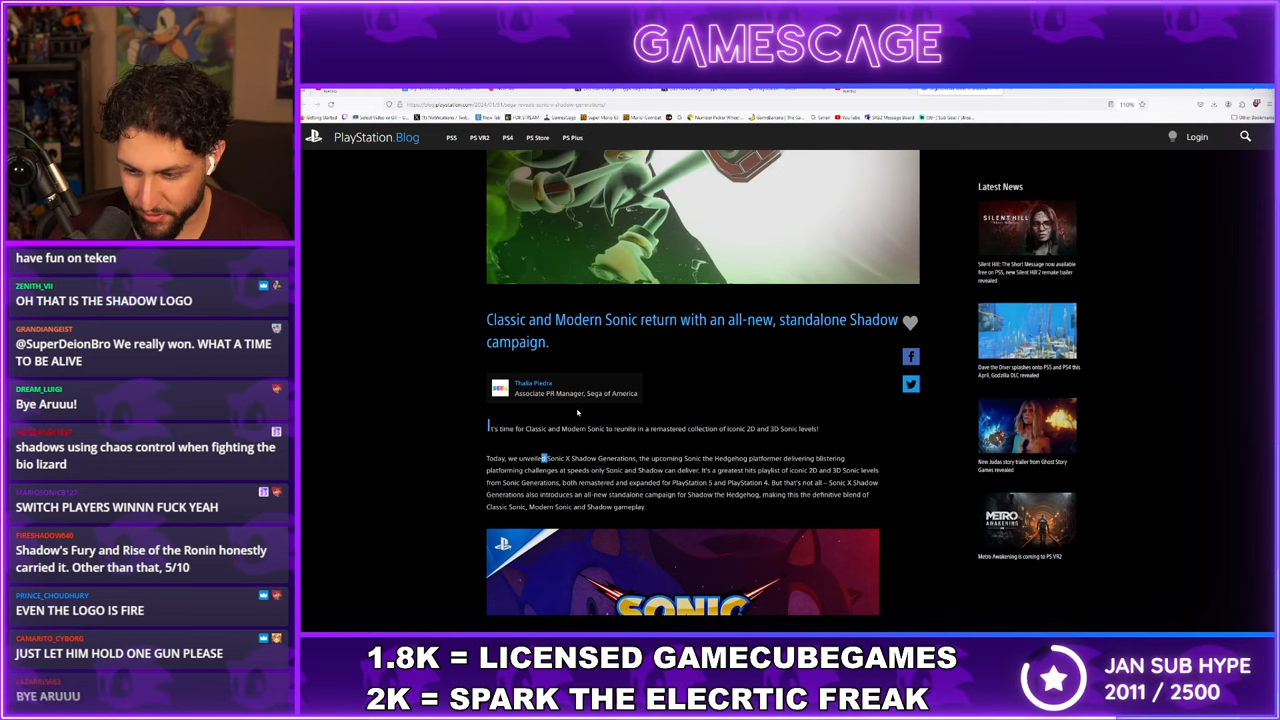 GAMESCAGE
have fun on teken
ZENITH_VII
OH THAT IS THE SHADOW LOGO
GRANDIANGEIST
@SuperDeionBro We really won. WHAT A TIME
TO BE ALIVE
DREAM_LUIGI
Bye Aruuu!
shadows using chaos control when fighting the
bio lizard
MARIOSONICB127
SWITCH PLAYERS WINNN FUCK YEAH
FIRESHADOW640
Shadow's Fury and Rise of the Ronin honestly
carried it. Other than that, 5/10
PRINCE_CHOUDHURY
EVEN THE LOGO IS FIRE
CAMARITO_CYBORG
JUST LET HIM HOLD ONE GUN PLEASE
BYE ARUUU
110%
Getting Started
PlayStation.Blog
PS5
PS VR2
PS4
PS Store
PS Plus
Login
Classic and Modern Sonic return with an all-new, standalone Shadow
campaign.
Thalia Piedra
Associate PR Manager, Sega of America
It's time for Classic and Modern Sonic to reunite in a remastered collection of iconic 2D and 3D Sonic levels!
Today, we unveiled Sonic X Shadow Generations, the upcoming Sonic the Hedgehog platformer delivering blistering
platforming challenges at speeds only Sonic and Shadow can deliver. It's a greatest hits playlist of iconic 2D and 3D Sonic levels
from Sonic Generations, both remastered and expanded for PlayStation 5 and PlayStation 4. But that's not all – Sonic X Shadow
Generations also introduces an all-new standalone campaign for Shadow the Hedgehog, making this the definitive blend of
Classic Sonic, Modern Sonic and Shadow gameplay.
SONIC
Latest News
SILENT HILL
Silent Hill: The Short Message now available
free on PS5, new Silent Hill 2 remake trailer
revealed
Dave the Diver splashes onto PS5 and PS4 this
April, Godzilla DLC revealed
New Judas story trailer from Ghost Story
Games revealed
METRO
AWAKENING
Metro Awakening is coming to PS VR2
1.8K = LICENSED GAMECUBEGAMES
2K = SPARK THE ELECRTIC FREAK
JAN SUB HYPE
2011 / 2500